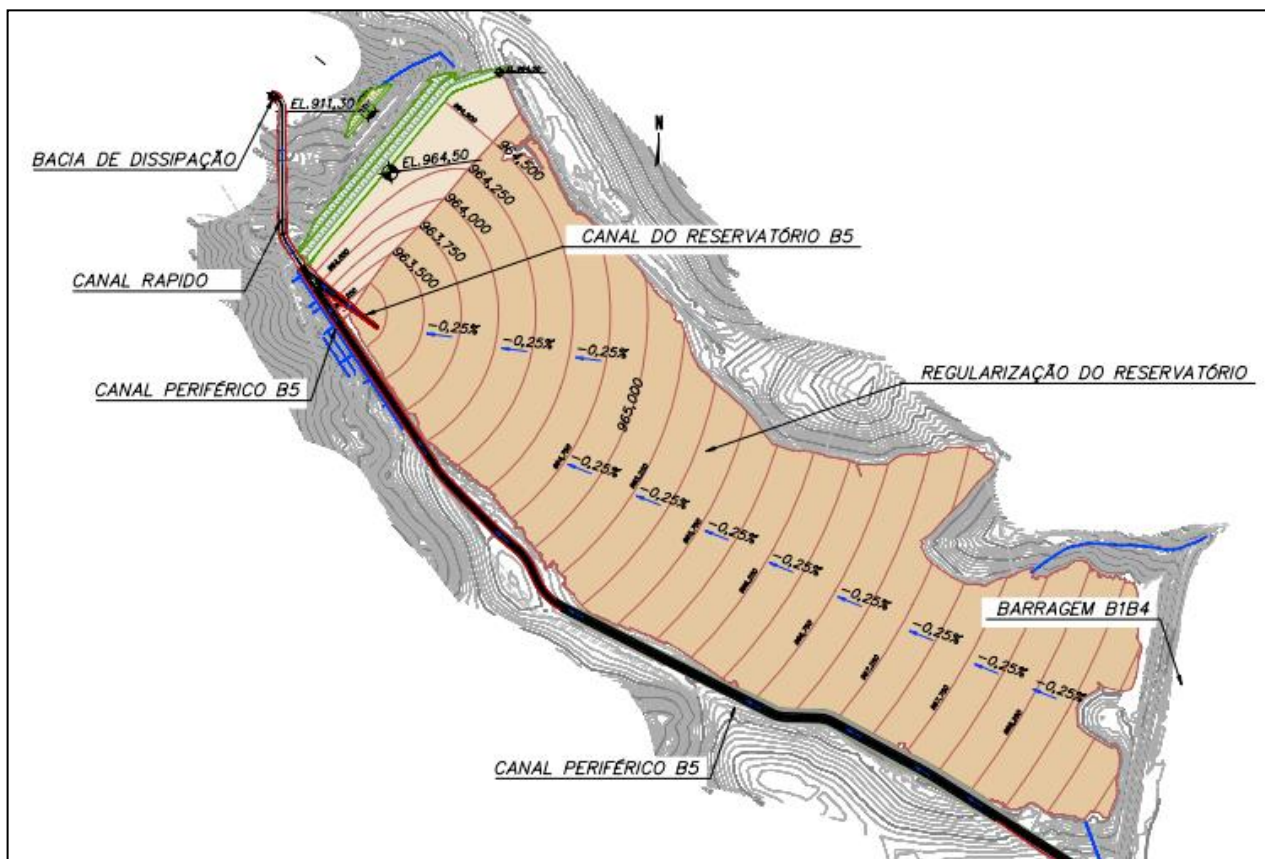 EL.911,30
N
BACIA DE DISSIPAÇÃO
EL.964,50
964,500
964,250
964,000
963,750
963,500
CANAL DO RESERVATÓRIO B5
CANAL RAPIDO
-0,25%
-0,25%
-0,25%
REGULARIZAÇÃO DO RESERVATÓRIO
CANAL PERIFÉRICO B5
965,000
-0,25%
-0,25%
-0,25%
-0,25%
-0,25%
-0,25%
-0,25%
-0,25%
BARRAGEM B1B4
CANAL PERIFÉRICO B5